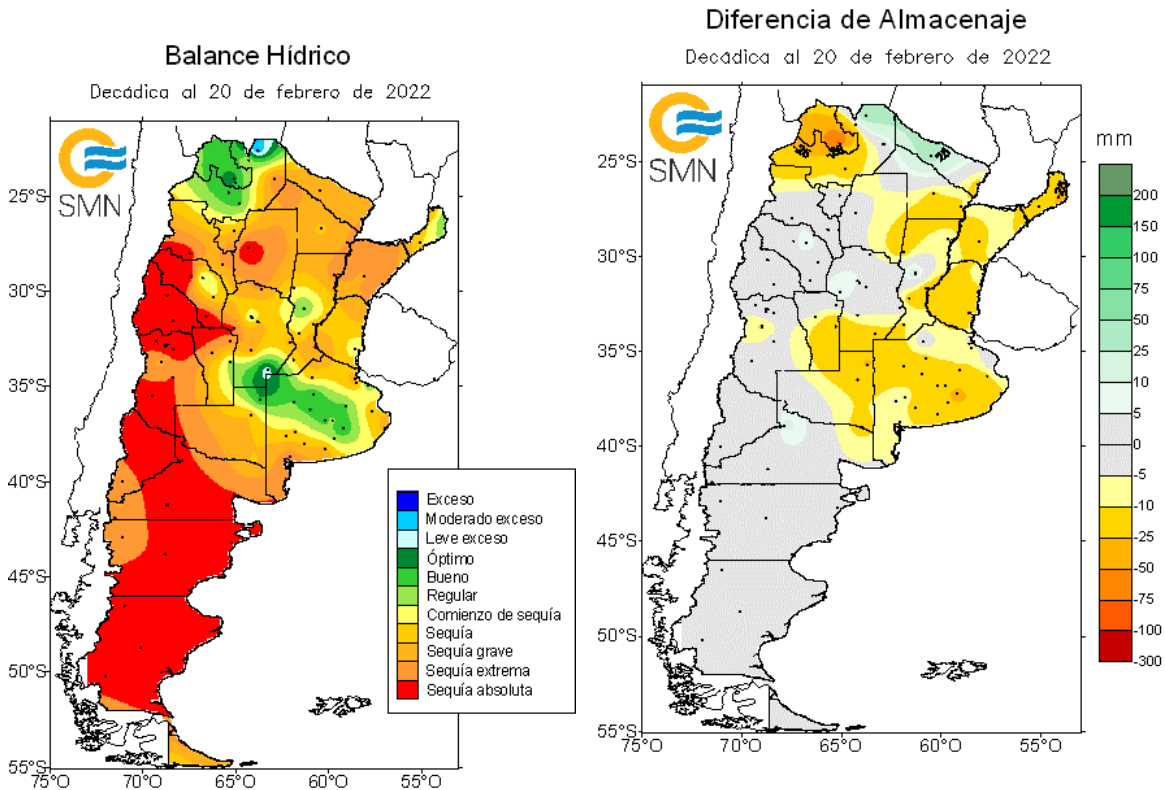 Balance Hídrico
Decádica al 20 de febrero de 2022
SMN
25°S
30°S
35°S
40°S
45°S
50°S
55°S
75°O
70°O
65°O
60°O
55°O
Exceso
Moderado exceso
Leve exceso
Óptimo
Bueno
Regular
Comienzo de sequía
Sequía
Sequía grave
Sequía extrema
Sequía absoluta
Diferencia de Almacenaje
Decádica al 20 de febrero de 2022
SMN
25°S
30°S
35°S
40°S
45°S
50°S
55°S
75°O
70°O
65°O
60°O
55°O
mm
200
150
100
75
50
25
10
5
0
-5
-10
-25
-50
-75
-100
-300